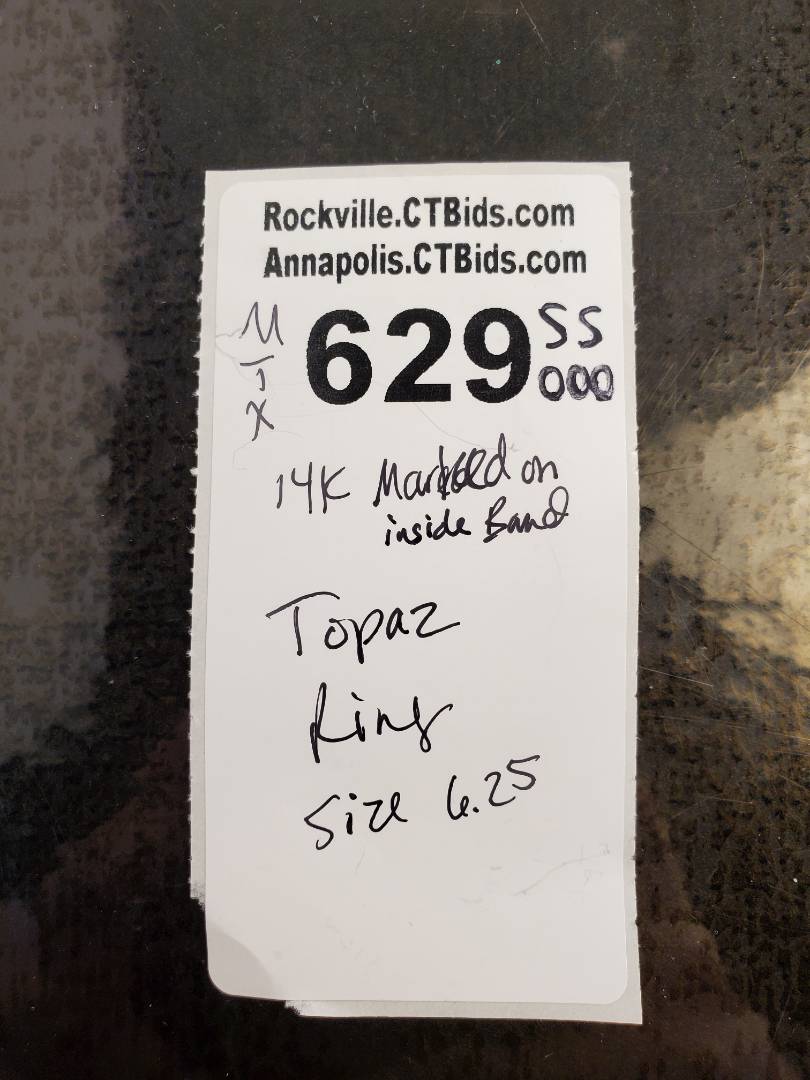 Rockville.CTBids.com
Annapolis.CTBids.com
MJX 629 SS
000
14K Marked on
inside Band
Topaz
Ring
Size 6.25